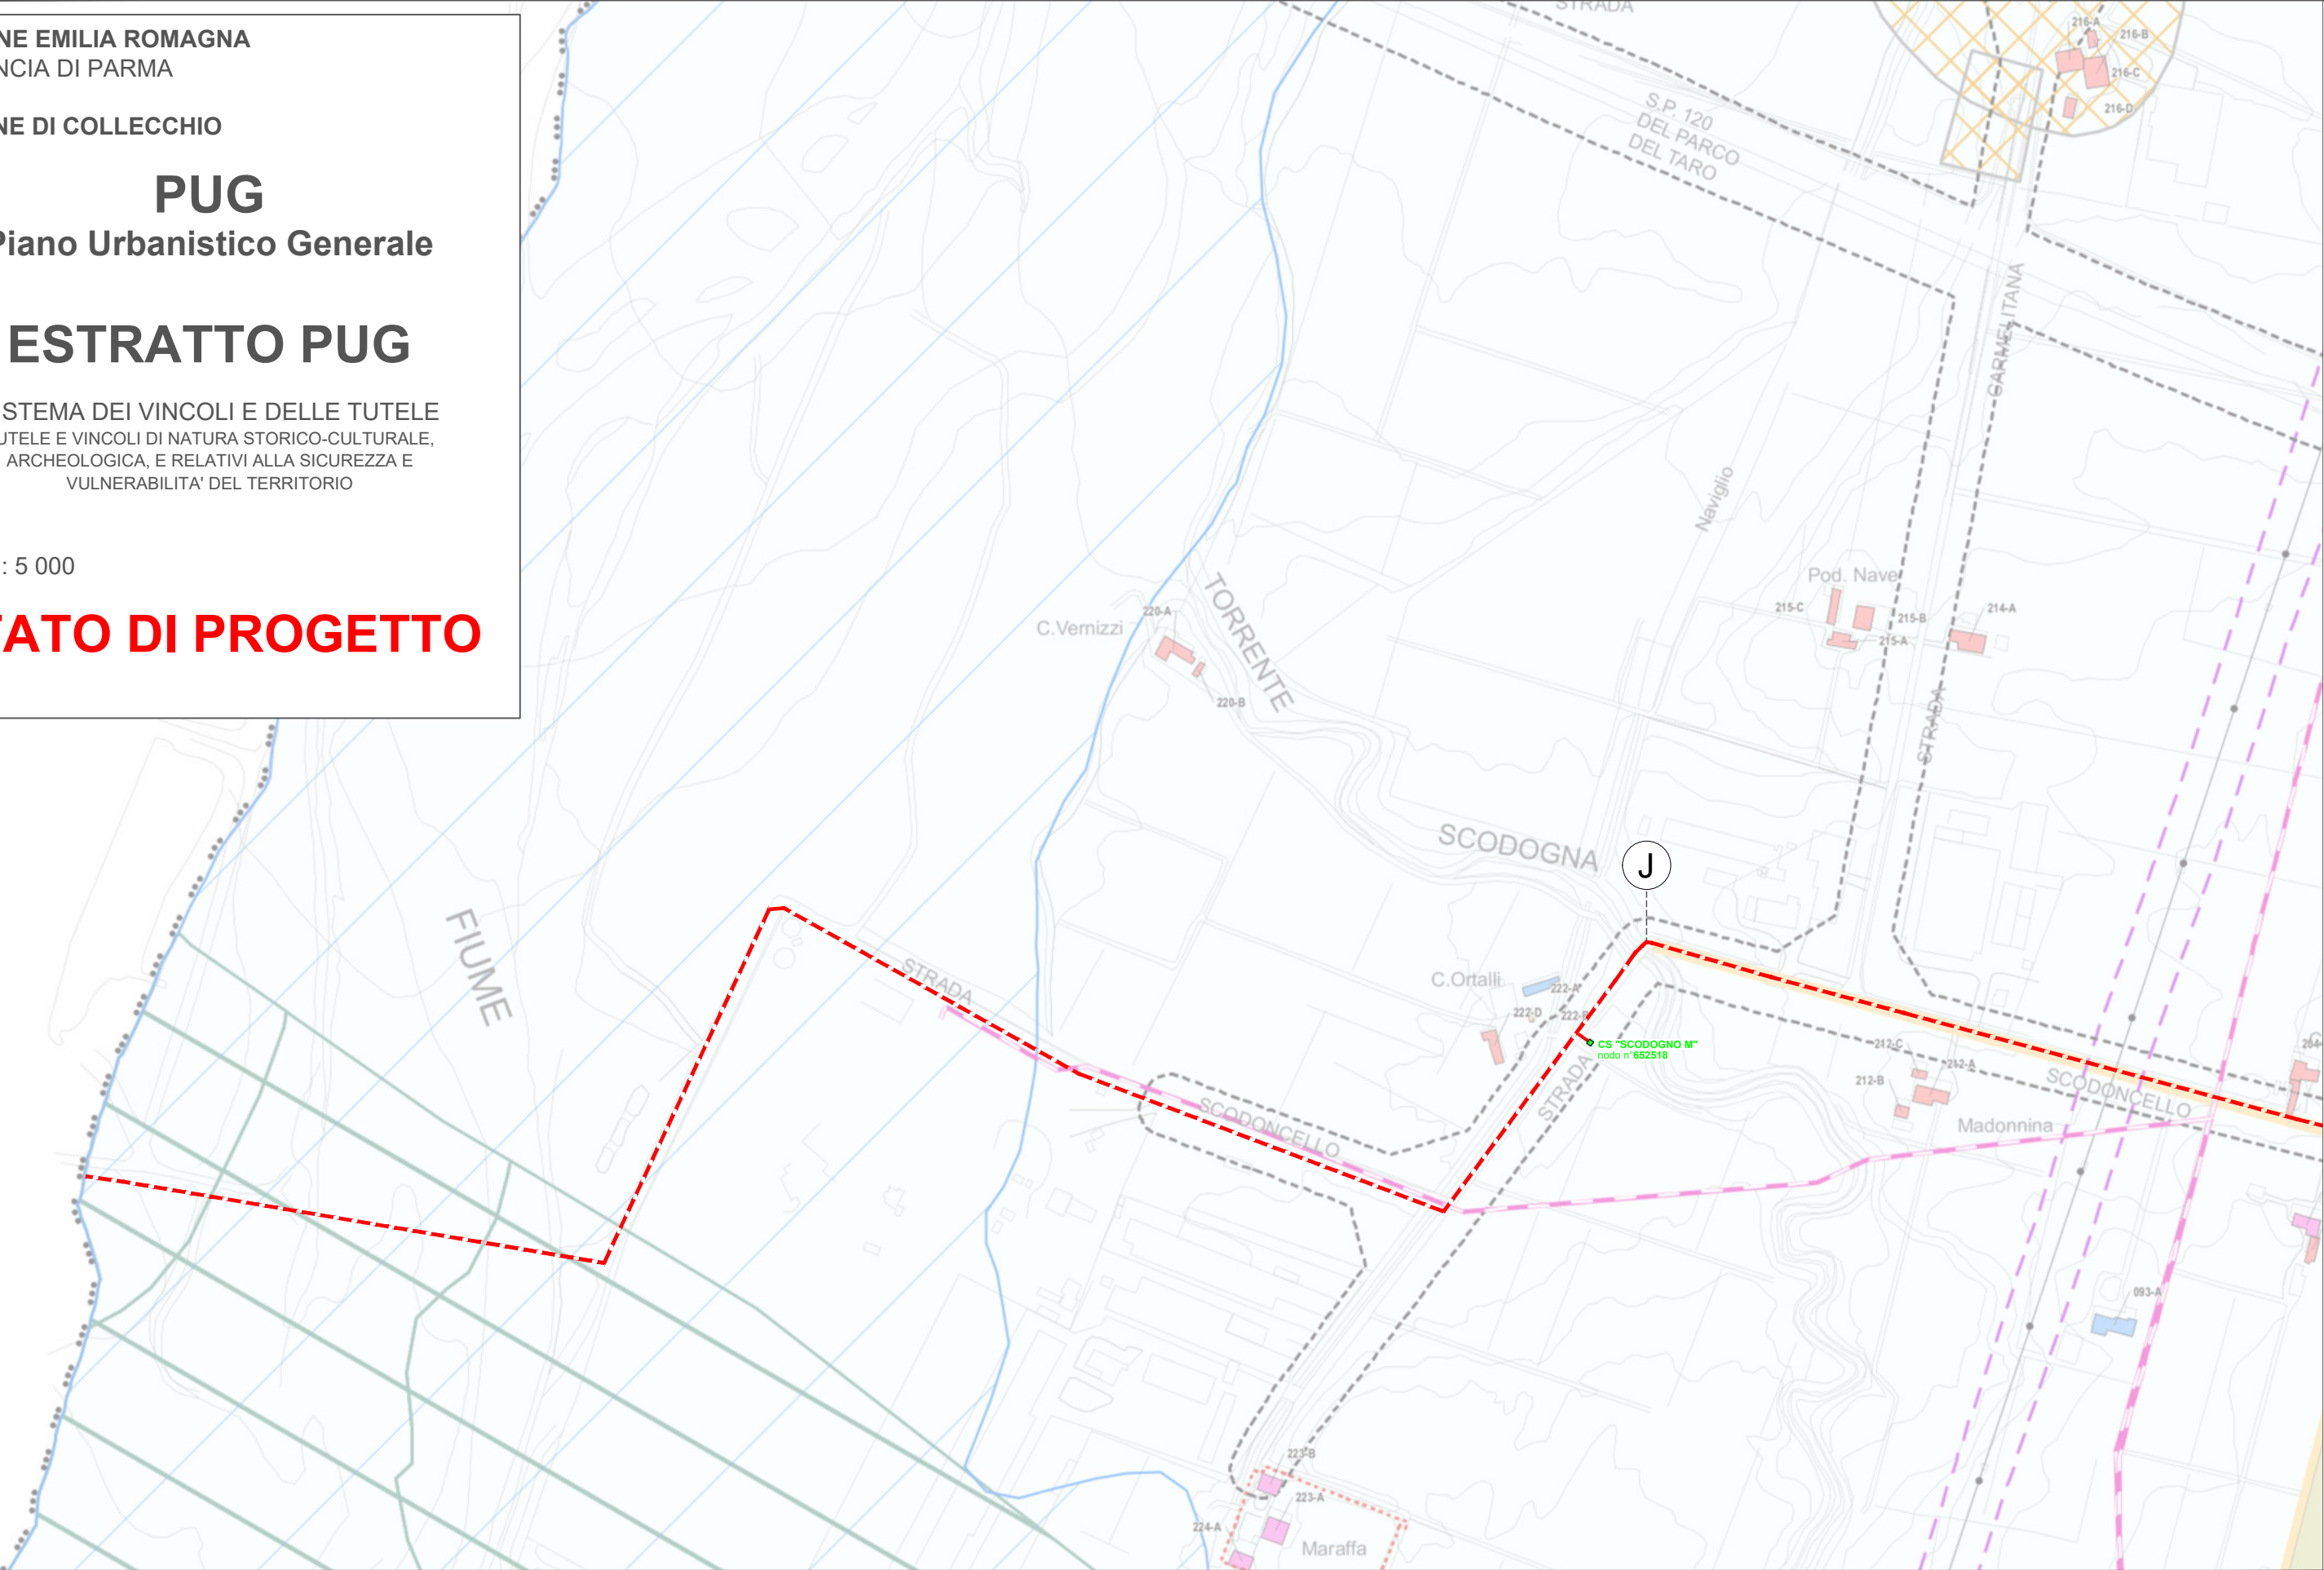 NE EMILIA ROMAGNA
NCIA DI PARMA
NE DI COLLECCHIO
PUG
Piano Urbanistico Generale
ESTRATTO PUG
STEMA DEI VINCOLI E DELLE TUTELE
UTELE E VINCOLI DI NATURA STORICO-CULTURALE,
ARCHEOLOGICA, E RELATIVI ALLA SICUREZZA E
VULNERABILITA' DEL TERRITORIO
: 5 000
TATO DI PROGETTO
STRADA
216-A
216-B
216-C
216-D
S.P. 120
DEL PARCO
DEL TARO
CARMELITANA
Naviglio
Pod. Nave
215-C
215-B
215-A
214-A
STRADA
C.Vernizzi
220-A
220-B
TORRENTE
SCODOGNA
J
FIUME
STRADA
C.Ortalli
222-A
222-D
222-B
CS "SCODOGNO M"
nodo n°652518
STRADA
SCODONCELLO
212-C
212-A
212-B
SCODONCELLO
Madonnina
204-
093-A
223-B
223-A
224-A
Maraffa